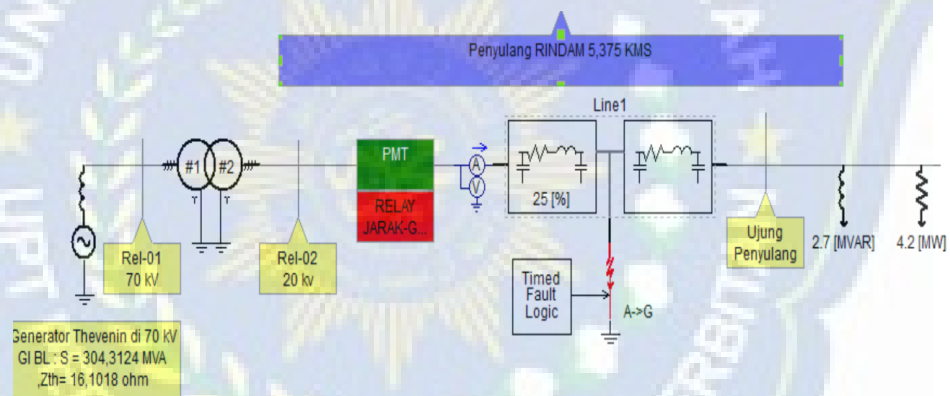 Penyulang RINDAM 5,375 KMS
Line1
#1
#2
PMT
RELAY
JARAK-G...
A
V
25 [%]
Rel-01
70 kV
Rel-02
20 kv
Ujung
Penyulang
2.7 [MVAR]
4.2 [MW]
Timed
Fault
Logic
A->G
Generator Thevenin di 70 kV
GI BL : S = 304,3124 MVA
,Zth= 16,1018 ohm